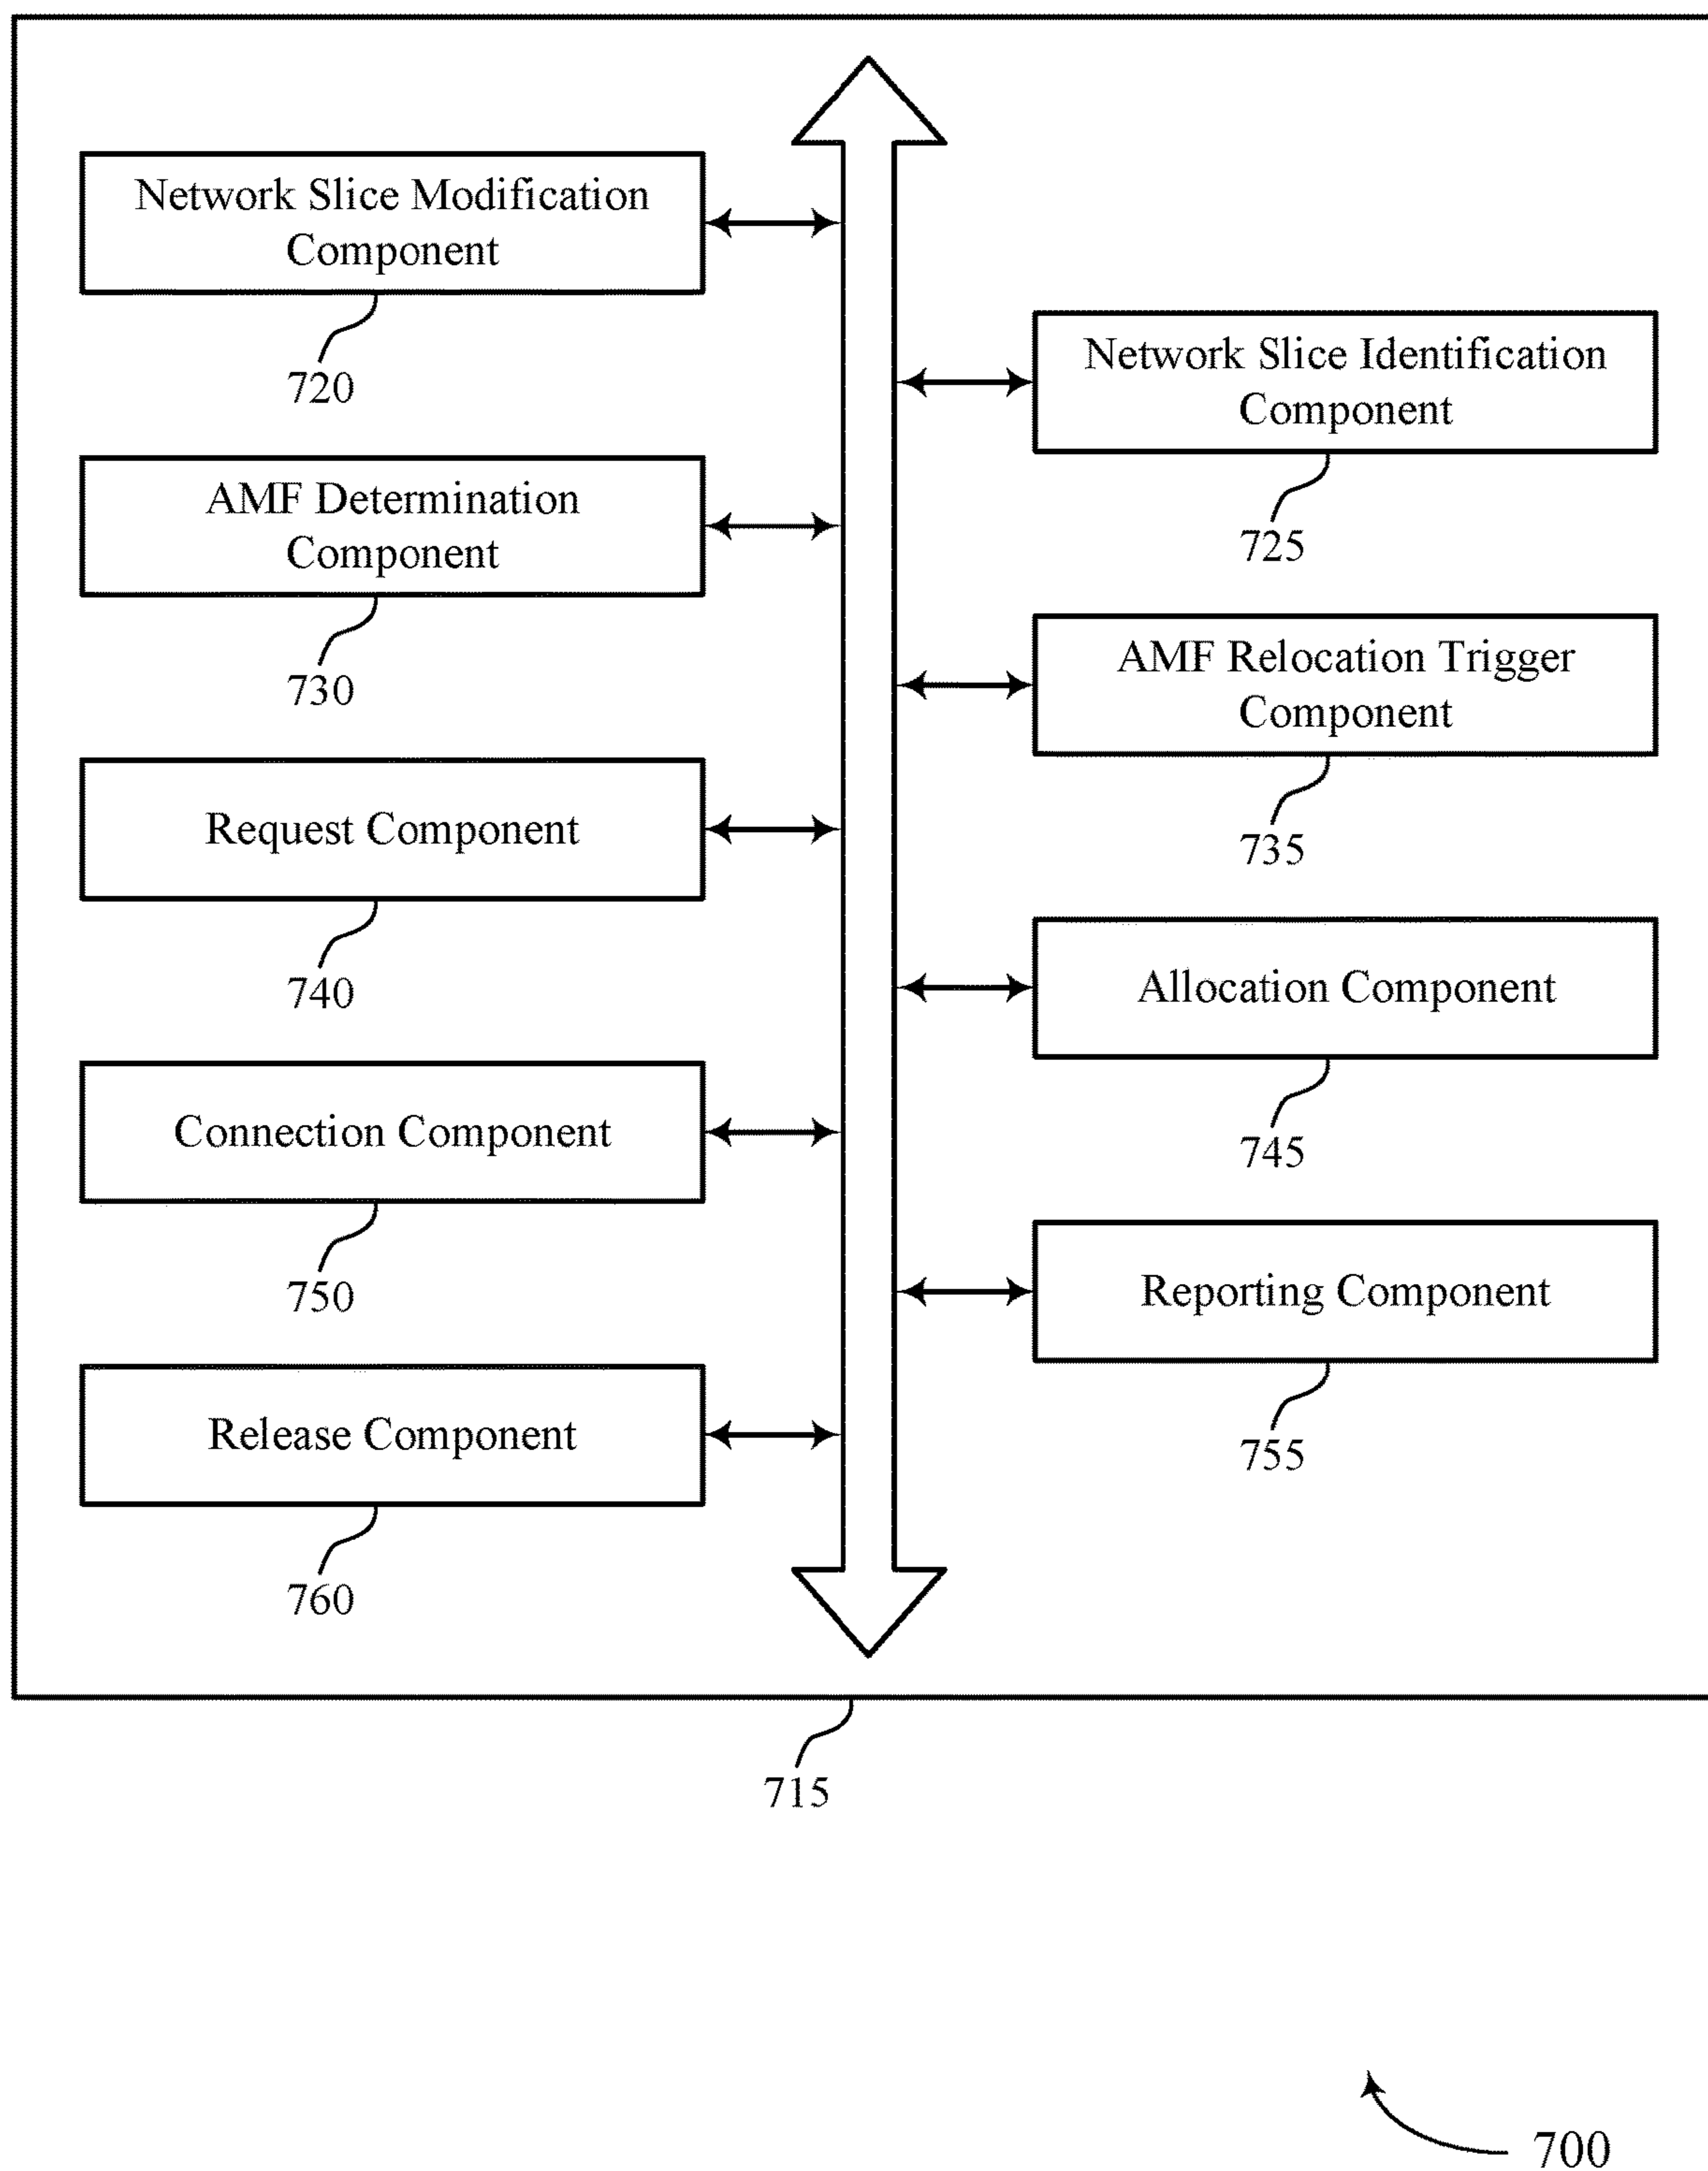 Network Slice Modification
Component
720
Network Slice Identification
Component
725
AMF Determination
Component
730
AMF Relocation Trigger
Component
735
Request Component
740
Allocation Component
745
Connection Component
750
Reporting Component
755
Release Component
760
715
700